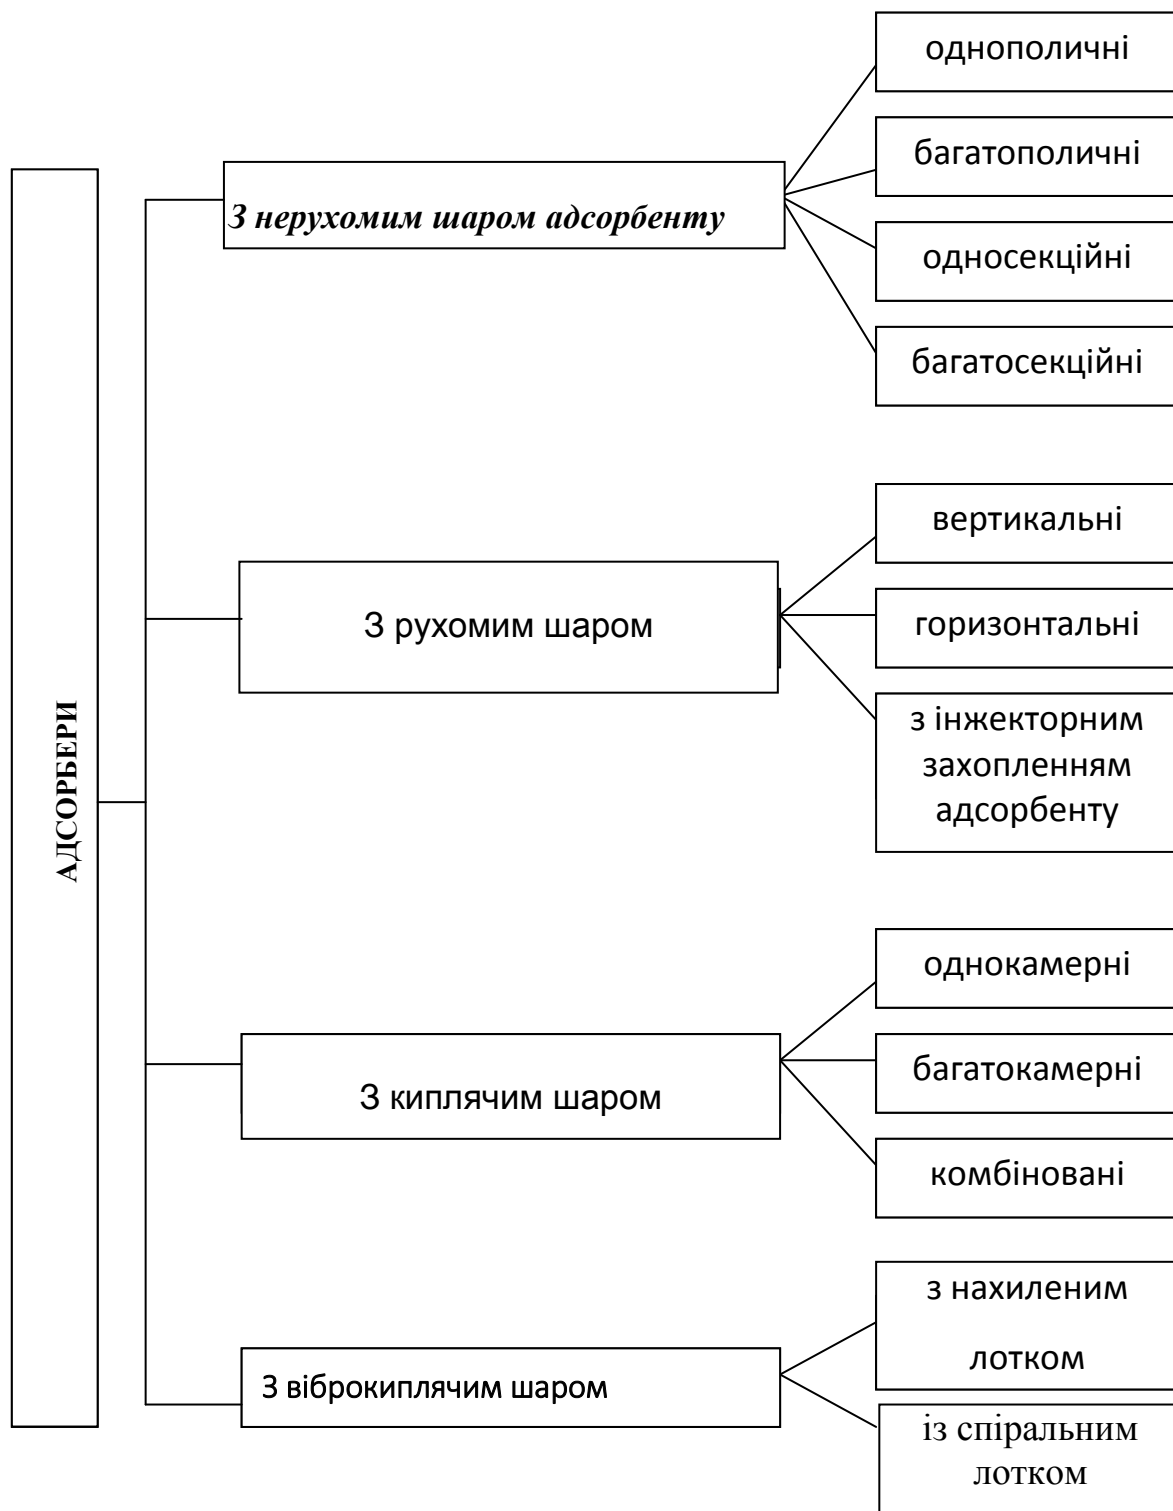 АДСОРБЕРИ
З нерухомим шаром адсорбенту
однополичні
багатополичні
односекційні
багатосекційні
З рухомим шаром
вертикальні
горизонтальні
з інжекторним
захопленням
адсорбенту
З киплячим шаром
однокамерні
багатокамерні
комбіновані
З віброкиплячим шаром
з нахиленим
лотком
із спіральним
лотком